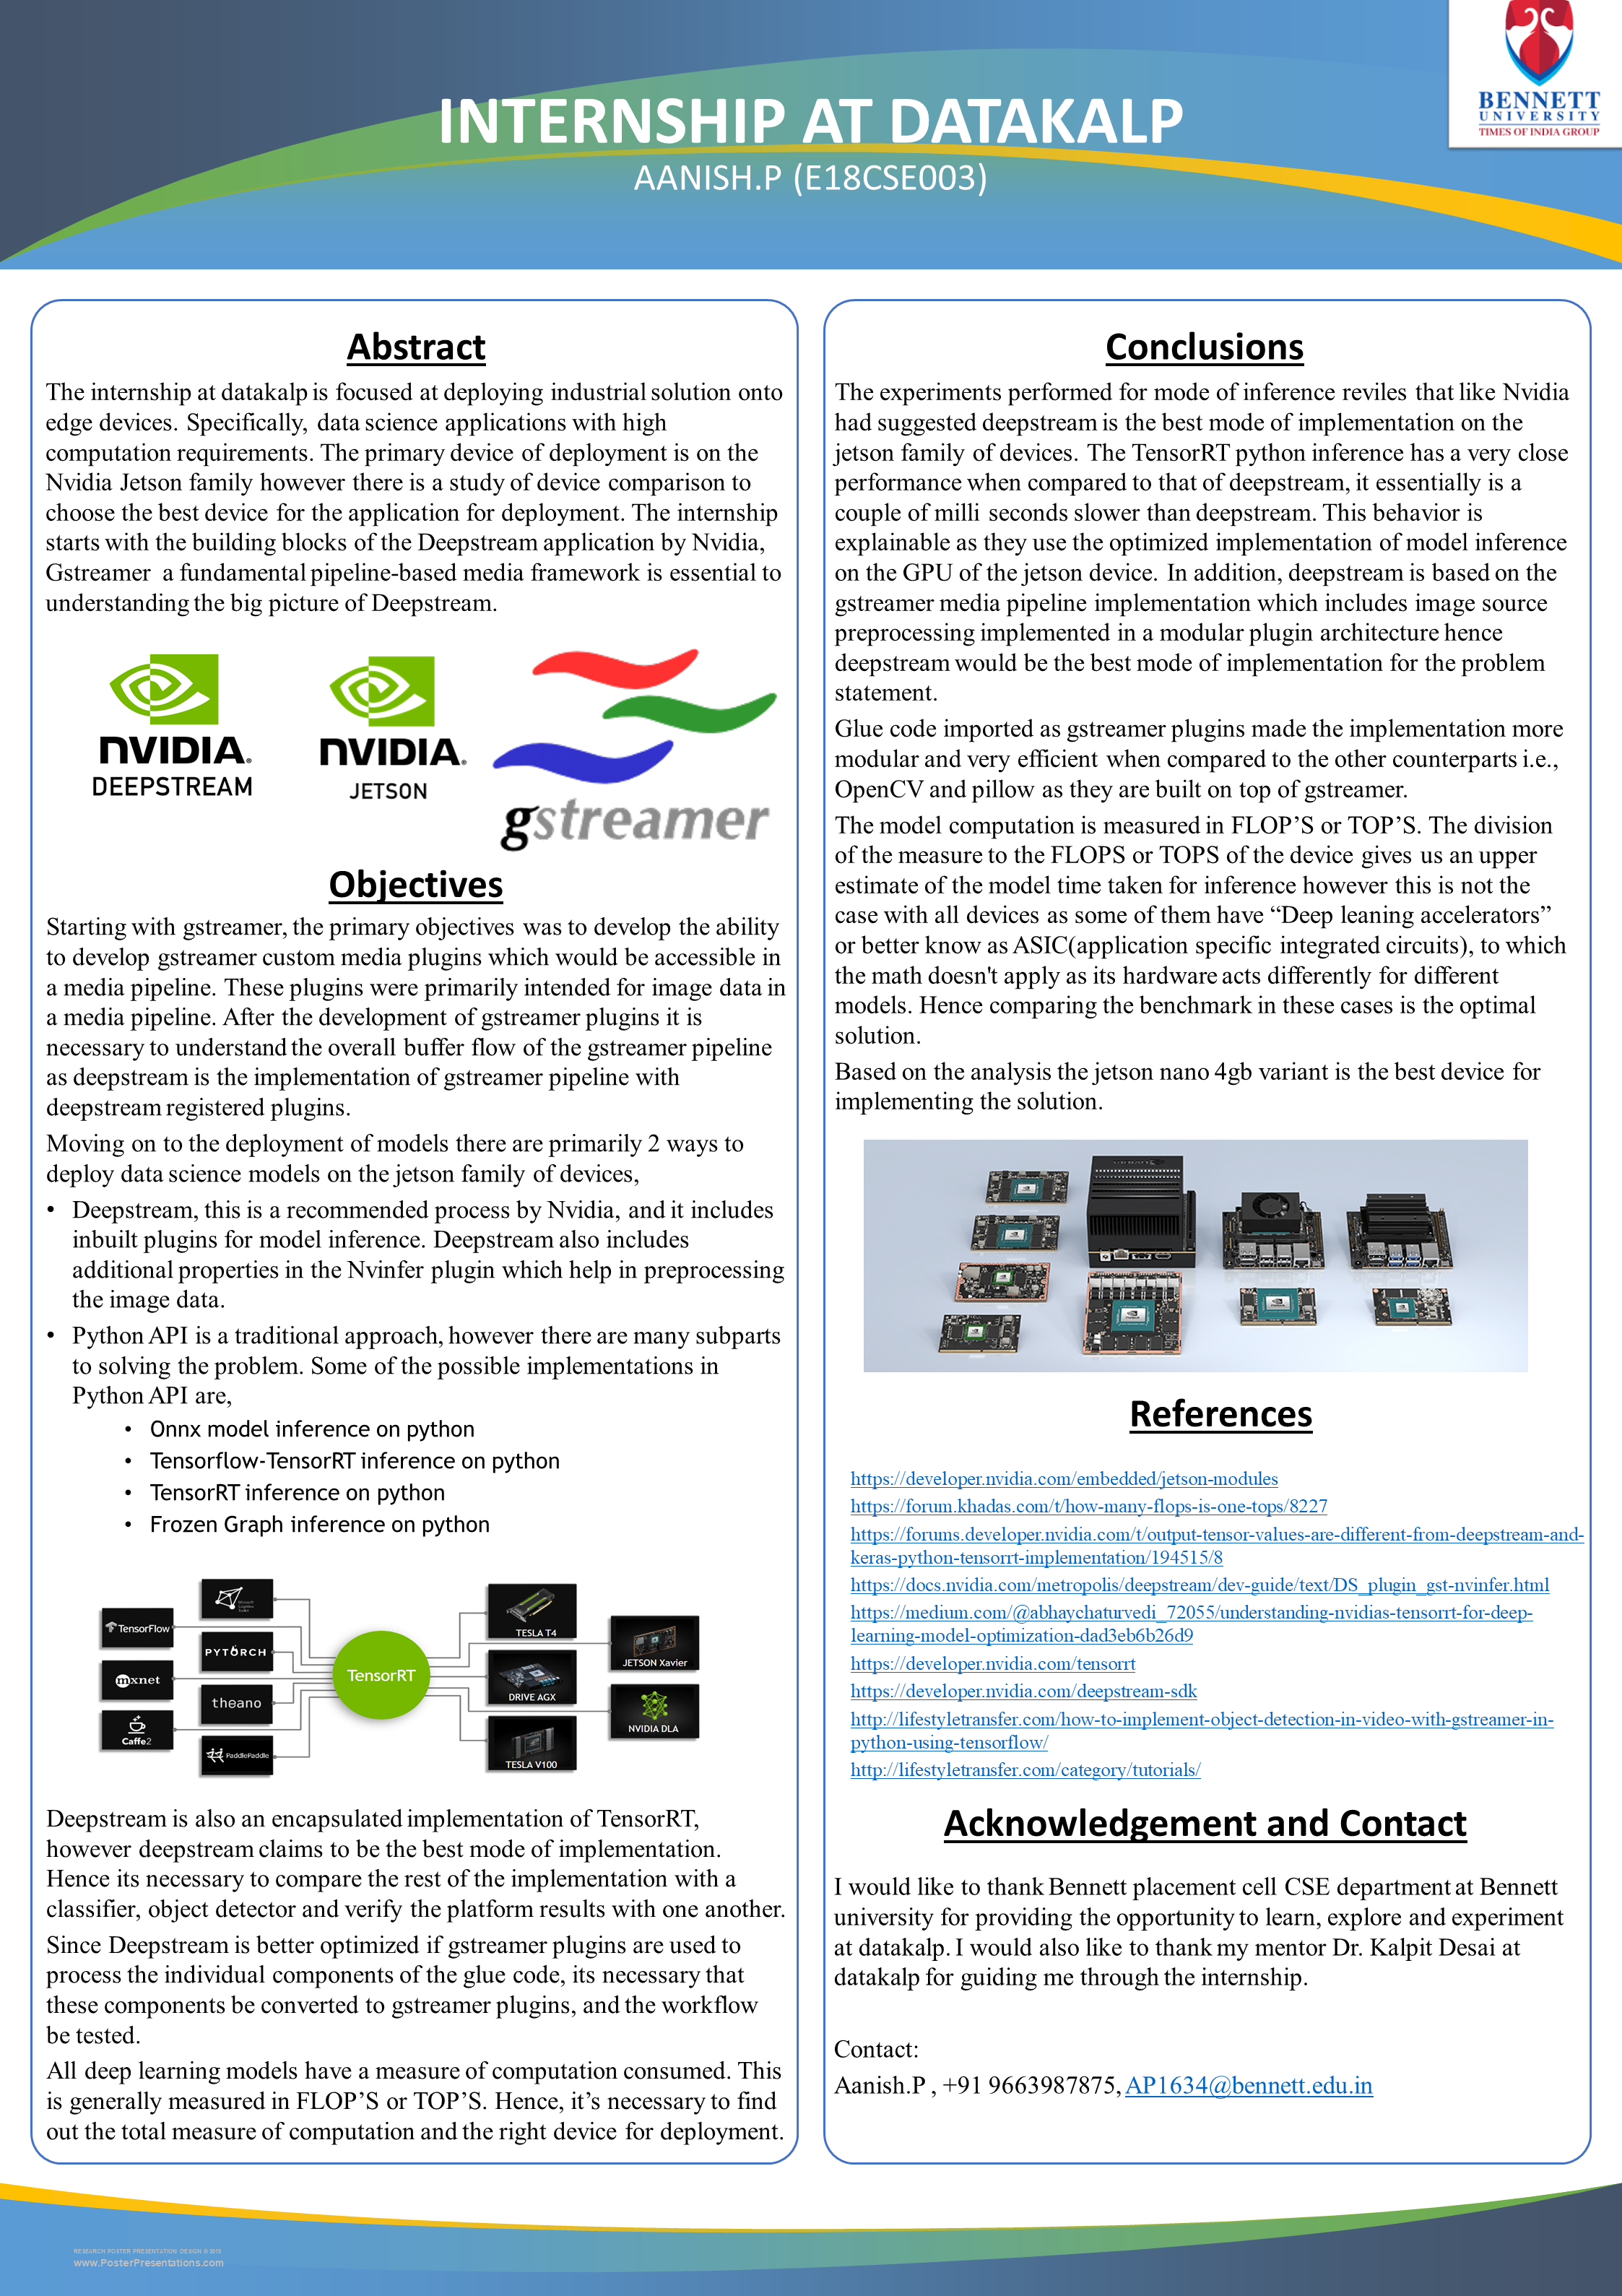 BENNETT
UNIVERSITY
TIMES OF INDIA GROUP
INTERNSHIP AT DATAKALP
AANISH.P (E18CSE003)
Abstract
The internship at datakalp is focused at deploying industrial solution onto
edge devices. Specifically, data science applications with high
computation requirements. The primary device of deployment is on the
Nvidia Jetson family however there is a study of device comparison to
choose the best device for the application for deployment. The internship
starts with the building blocks of the Deepstream application by Nvidia,
Gstreamer a fundamental pipeline-based media framework is essential to
understanding the big picture of Deepstream.
NVIDIA.
DEEPSTREAM
NVIDIA.
JETSON
gstreamer
Objectives
Starting with gstreamer, the primary objectives was to develop the ability
to develop gstreamer custom media plugins which would be accessible in
a media pipeline. These plugins were primarily intended for image data in
a media pipeline. After the development of gstreamer plugins it is
necessary to understand the overall buffer flow of the gstreamer pipeline
as deepstream is the implementation of gstreamer pipeline with
deepstream registered plugins.
Moving on to the deployment of models there are primarily 2 ways to
deploy data science models on the jetson family of devices,
• Deepstream, this is a recommended process by Nvidia, and it includes
inbuilt plugins for model inference. Deepstream also includes
additional properties in the Nvinfer plugin which help in preprocessing
the image data.
• Python API is a traditional approach, however there are many subparts
to solving the problem. Some of the possible implementations in
Python API are,
• Onnx model inference on python
• Tensorflow-TensorRT inference on python
• TensorRT inference on python
• Frozen Graph inference on python
TensorFlow
PYTORCH
mxnet
theano
Caffe2
PaddlePaddle
TensorRT
TESLA T4
JETSON Xavier
DRIVE AGX
NVIDIA DLA
TESLA V100
Deepstream is also an encapsulated implementation of TensorRT,
however deepstream claims to be the best mode of implementation.
Hence its necessary to compare the rest of the implementation with a
classifier, object detector and verify the platform results with one another.
Since Deepstream is better optimized if gstreamer plugins are used to
process the individual components of the glue code, its necessary that
these components be converted to gstreamer plugins, and the workflow
be tested.
All deep learning models have a measure of computation consumed. This
is generally measured in FLOP’S or TOP’S. Hence, it’s necessary to find
out the total measure of computation and the right device for deployment.
Conclusions
The experiments performed for mode of inference reviles that like Nvidia
had suggested deepstream is the best mode of implementation on the
jetson family of devices. The TensorRT python inference has a very close
performance when compared to that of deepstream, it essentially is a
couple of milli seconds slower than deepstream. This behavior is
explainable as they use the optimized implementation of model inference
on the GPU of the jetson device. In addition, deepstream is based on the
gstreamer media pipeline implementation which includes image source
preprocessing implemented in a modular plugin architecture hence
deepstream would be the best mode of implementation for the problem
statement.
Glue code imported as gstreamer plugins made the implementation more
modular and very efficient when compared to the other counterparts i.e.,
OpenCV and pillow as they are built on top of gstreamer.
The model computation is measured in FLOP’S or TOP’S. The division
of the measure to the FLOPS or TOPS of the device gives us an upper
estimate of the model time taken for inference however this is not the
case with all devices as some of them have “Deep leaning accelerators”
or better know as ASIC(application specific integrated circuits), to which
the math doesn't apply as its hardware acts differently for different
models. Hence comparing the benchmark in these cases is the optimal
solution.
Based on the analysis the jetson nano 4gb variant is the best device for
implementing the solution.
References
https://developer.nvidia.com/embedded/jetson-modules
https://forum.khadas.com/t/how-many-flops-is-one-tops/8227
https://forums.developer.nvidia.com/t/output-tensor-values-are-different-from-deepstream-and-
keras-python-tensorrt-implementation/194515/8
https://docs.nvidia.com/metropolis/deepstream/dev-guide/text/DS_plugin_gst-nvinfer.html
https://medium.com/@abhaychaturvedi_72055/understanding-nvidias-tensorrt-for-deep-
learning-model-optimization-dad3eb6b26d9
https://developer.nvidia.com/tensorrt
https://developer.nvidia.com/deepstream-sdk
http://lifestyletransfer.com/how-to-implement-object-detection-in-video-with-gstreamer-in-
python-using-tensorflow/
http://lifestyletransfer.com/category/tutorials/
Acknowledgement and Contact
I would like to thank Bennett placement cell CSE department at Bennett
university for providing the opportunity to learn, explore and experiment
at datakalp. I would also like to thank my mentor Dr. Kalpit Desai at
datakalp for guiding me through the internship.
Contact:
Aanish.P , +91 9663987875, AP1634@bennett.edu.in
RESEARCH POSTER PRESENTATION DESIGN © 2015
www.PosterPresentations.com